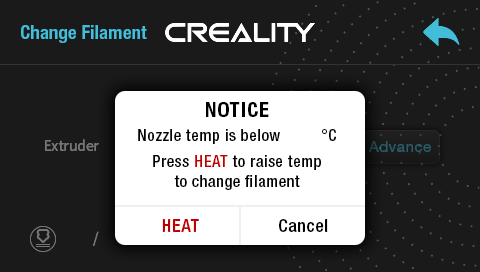 Change Filament CREALITY
NOTICE
Nozzle temp is below °C
Extruder
Advance
Press HEAT to raise temp
to change filament
HEAT Cancel
/